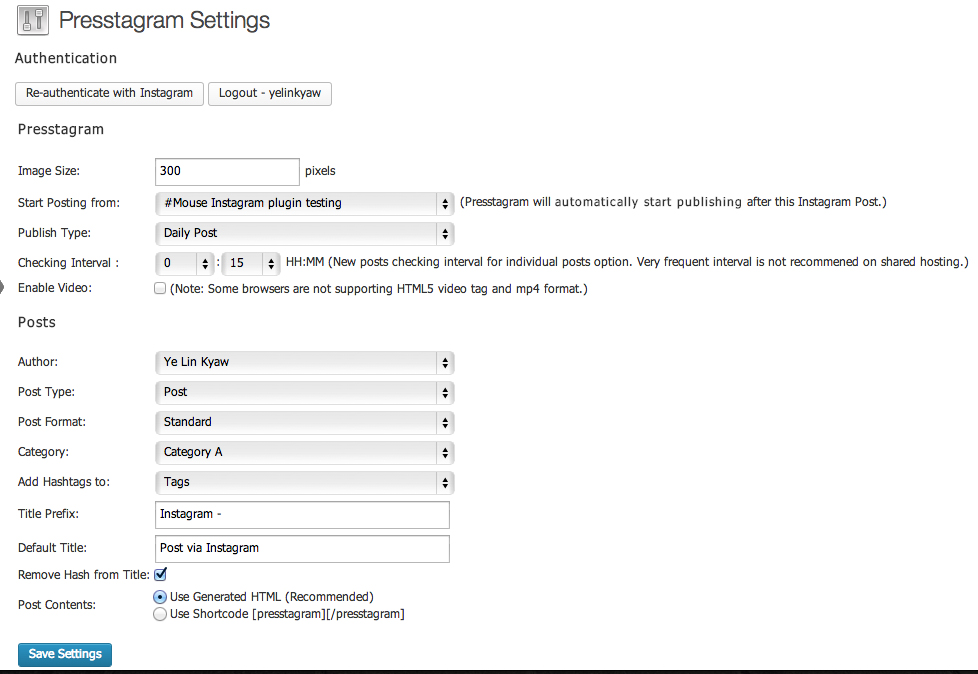 Presstagram Settings
Authentication
Re-authenticate with Instagram Logout - yelinkyaw
Presstagram
Image Size: 300 pixels
Start Posting from: #Mouse Instagram plugin testing (Presstagram will automatically start publishing after this Instagram Post.)
Publish Type: Daily Post
Checking Interval : 0 : 15 HH:MM (New posts checking interval for individual posts option. Very frequent interval is not recommened on shared hosting.)
Enable Video: (Note: Some browsers are not supporting HTML5 video tag and mp4 format.)
Posts
Author: Ye Lin Kyaw
Post Type: Post
Post Format: Standard
Category: Category A
Add Hashtags to: Tags
Title Prefix: Instagram -
Default Title: Post via Instagram
Remove Hash from Title:
Post Contents: Use Generated HTML (Recommended)
Use Shortcode [presstagram][/presstagram]
Save Settings